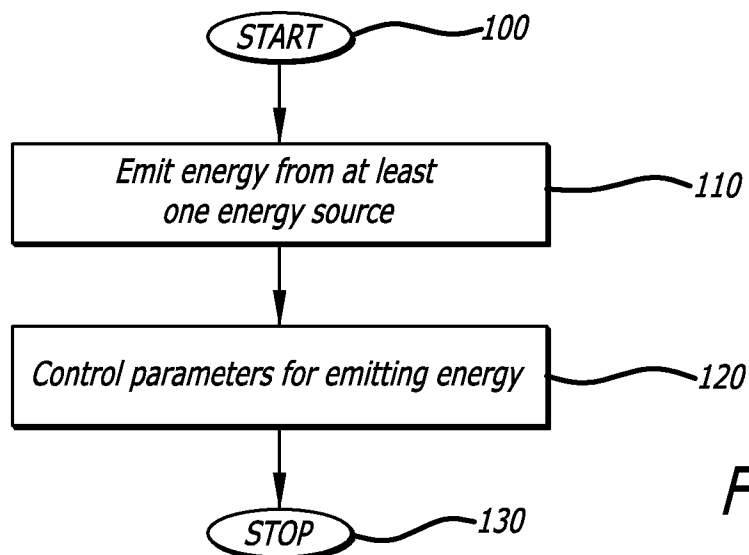 START
100
Emit energy from at least
one energy source
110
Control parameters for emitting energy
120
STOP
130
F